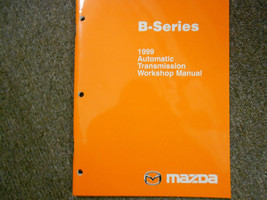 B-Series
1999
Automatic
Transmission
Workshop Manual
mazda